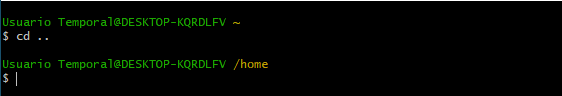 Usuario Temporal@DESKTOP-KQRDLFV ~
$ cd ..
Usuario Temporal@DESKTOP-KQRDLFV /home
$